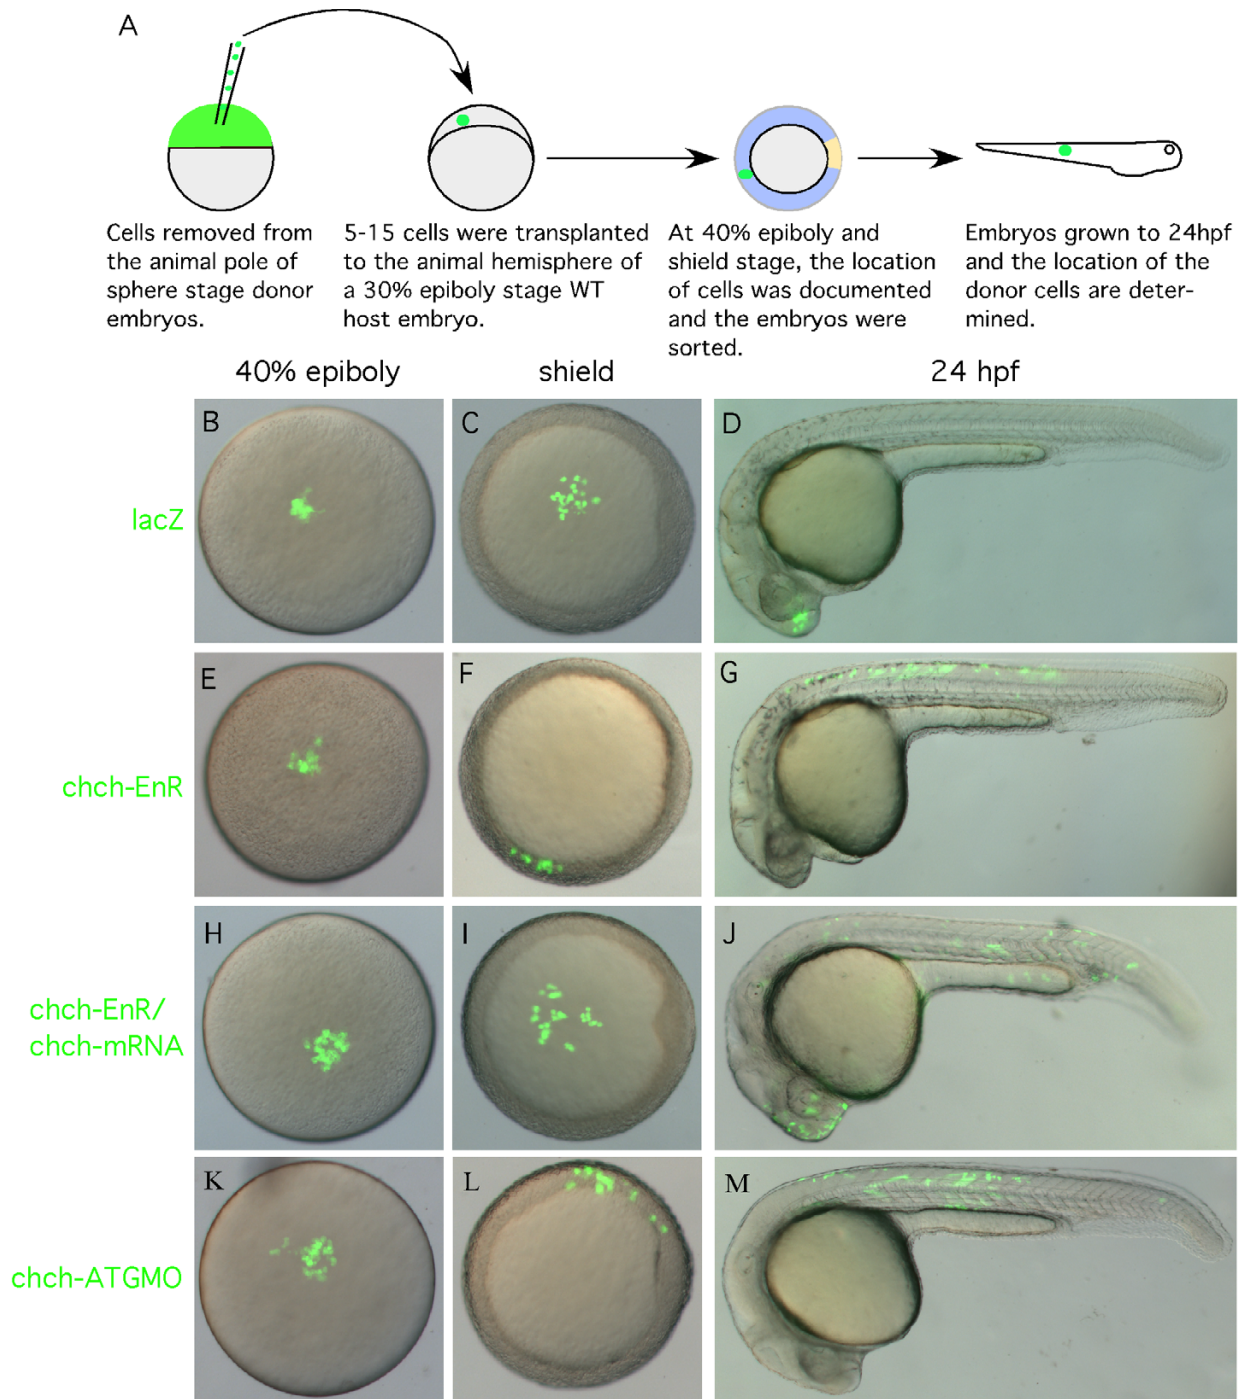 A
Cells removed from
the animal pole of
sphere stage donor
embryos.
5-15 cells were transplanted
to the animal hemisphere of
a 30% epiboly stage WT
host embryo.
At 40% epiboly and
shield stage, the location
of cells was documented
and the embryos were
sorted.
Embryos grown to 24hpf
and the location of the
donor cells are deter-
mined.
40% epiboly
shield
24 hpf
lacZ
B
C
D
chch-EnR
E
F
G
chch-EnR/
chch-mRNA
H
I
J
chch-ATGMO
K
L
M